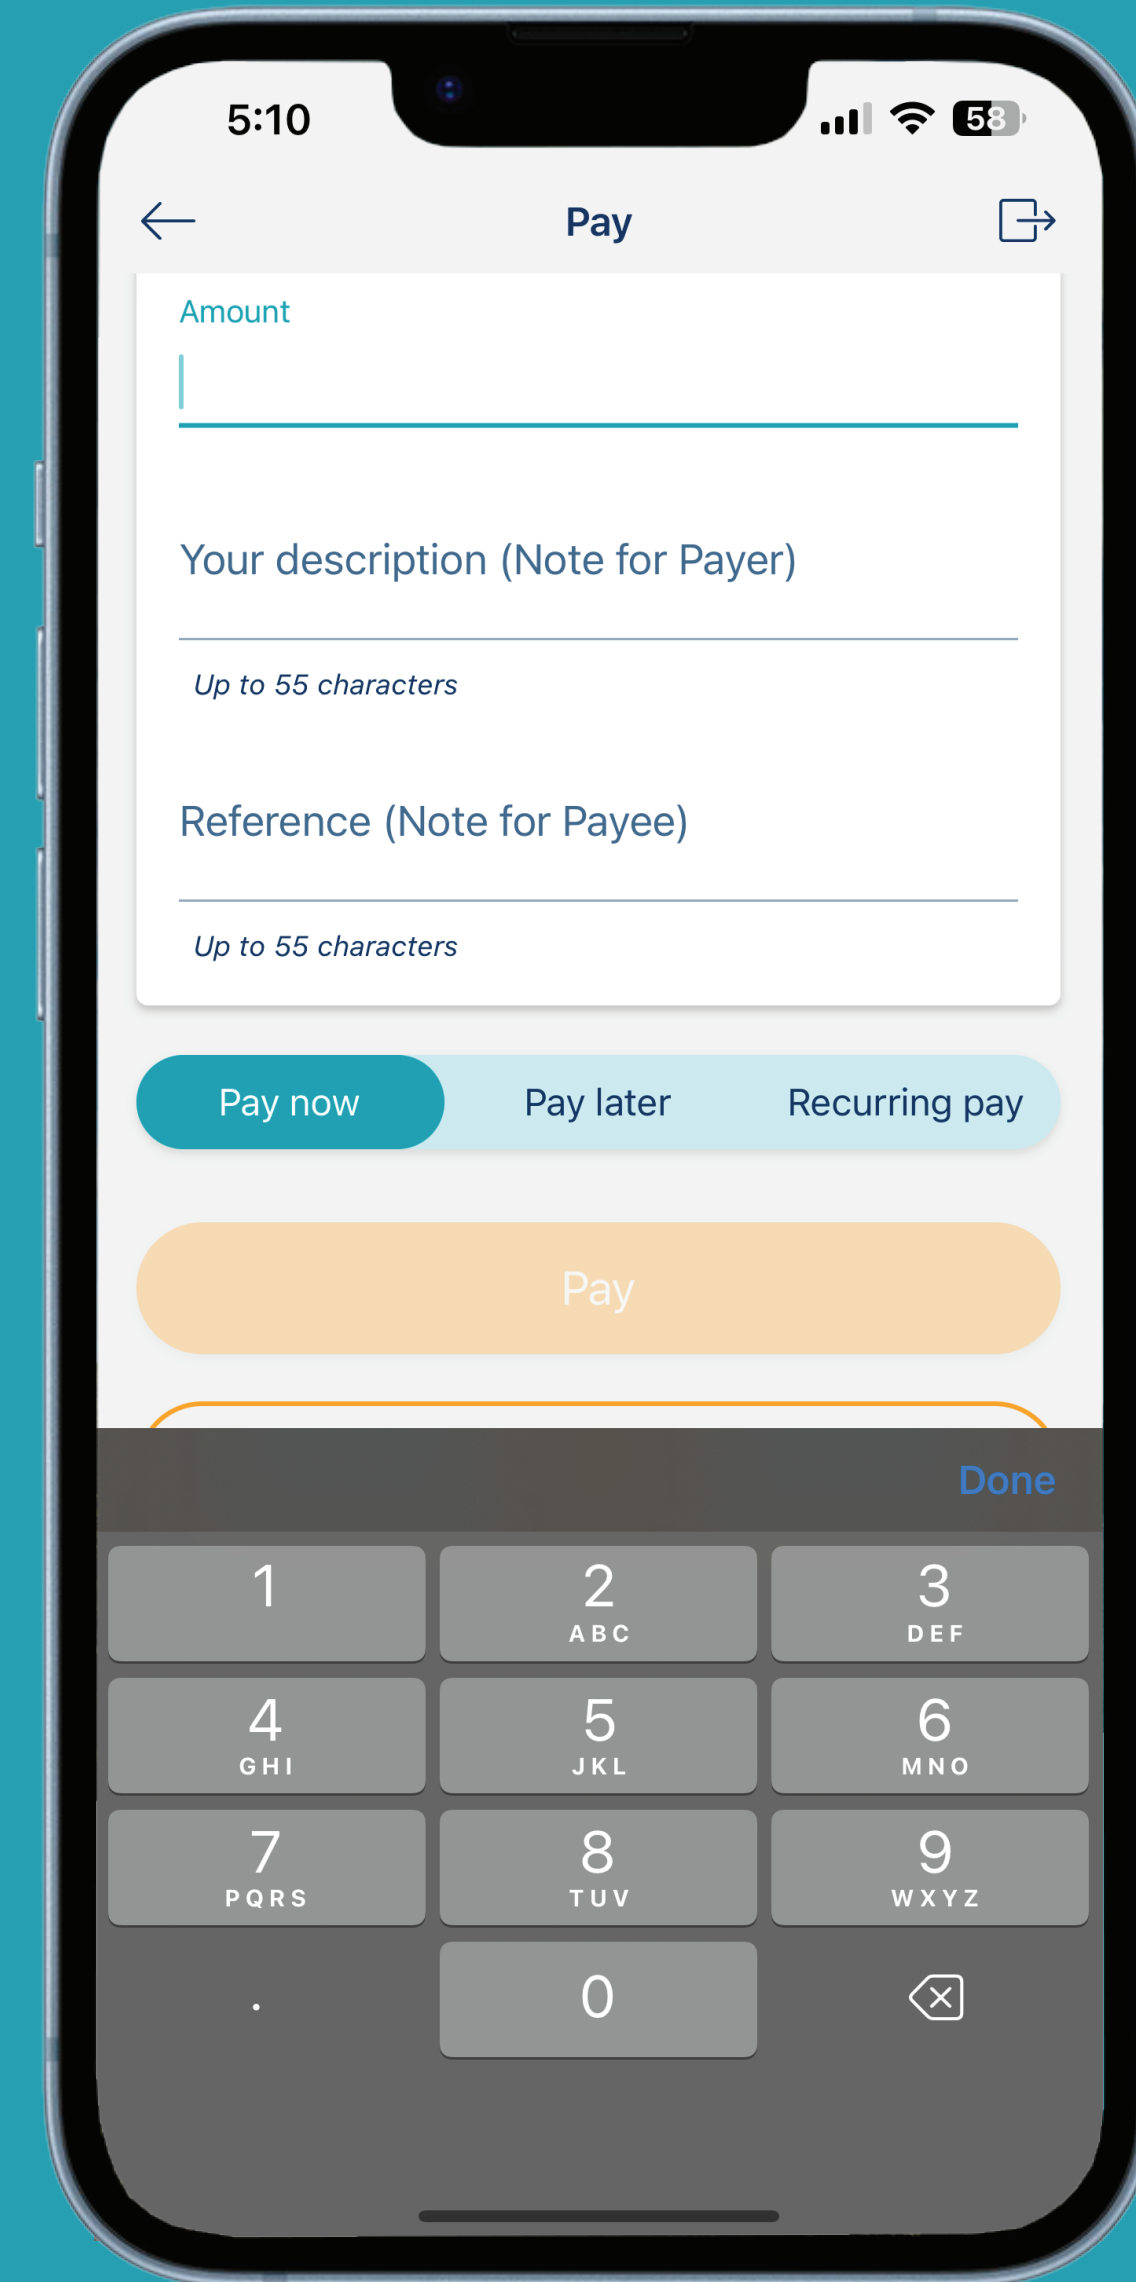 5:10
58
Pay
Amount
Your description (Note for Payer)
Up to 55 characters
Reference (Note for Payee)
Up to 55 characters
Pay now Pay later Recurring pay
Pay
Done
1 2 3
ABC DEF
4 5 6
GHI JKL MNO
7 8 9
PQRS TUV WXYZ
. 0